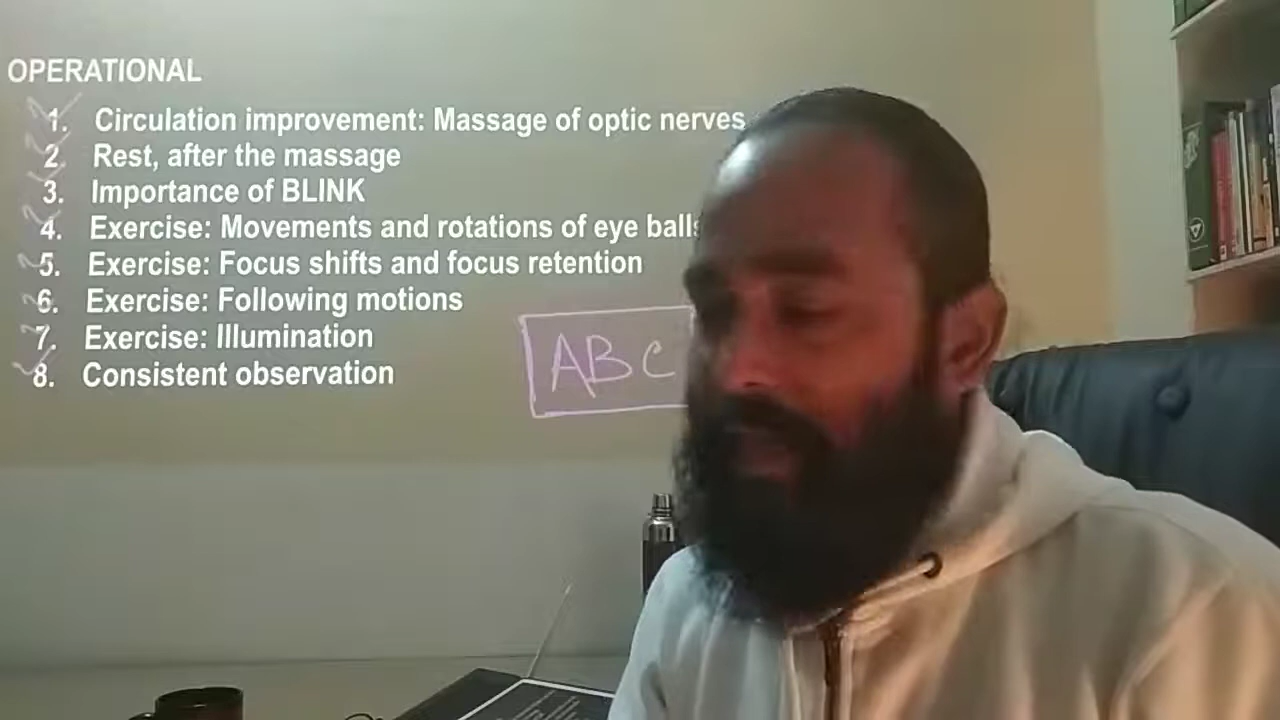 OPERATIONAL
1. Circulation improvement: Massage of optic nerves
2. Rest, after the massage
3. Importance of BLINK
4. Exercise: Movements and rotations of eye balls
5. Exercise: Focus shifts and focus retention
6. Exercise: Following motions
7. Exercise: Illumination
8. Consistent observation
ABC